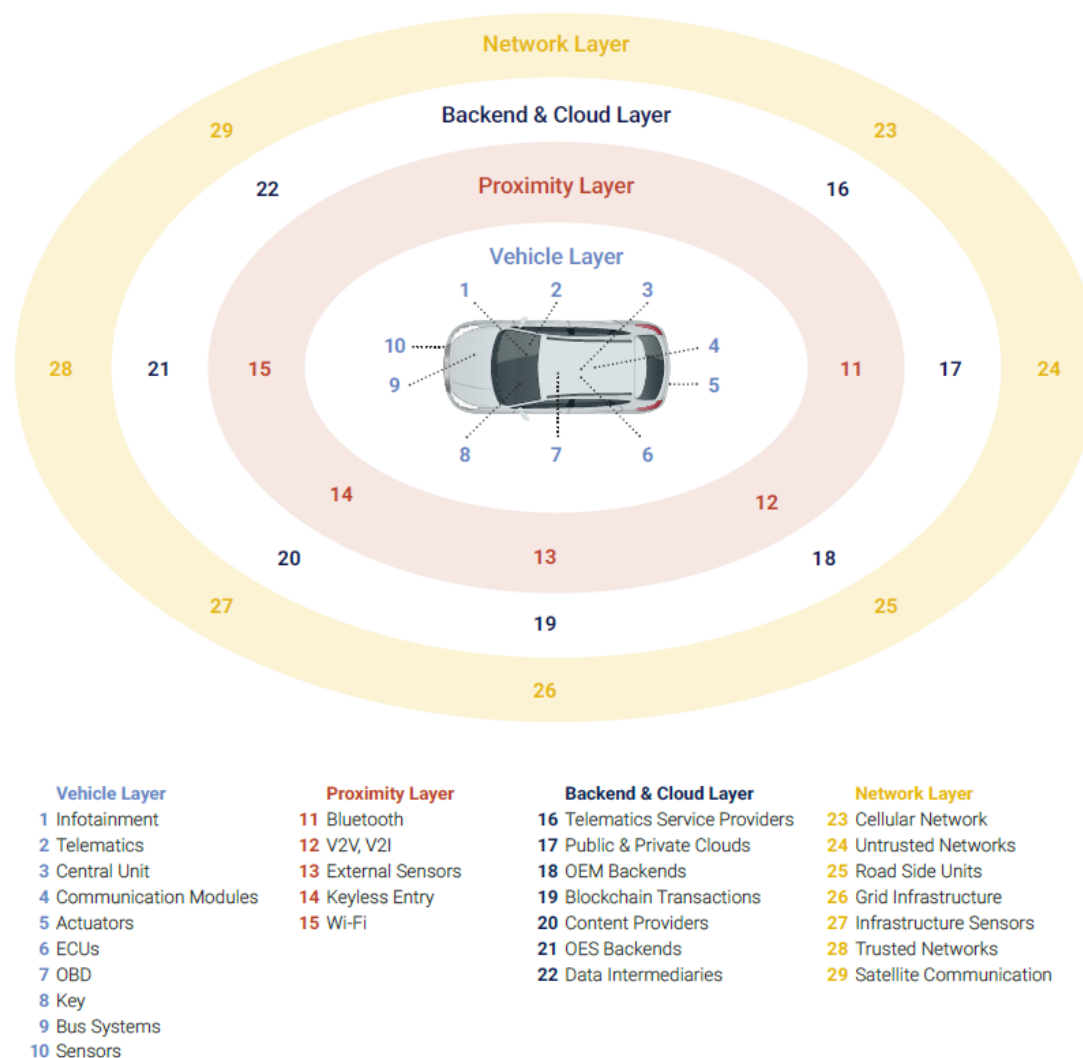 Network Layer
29
Backend & Cloud Layer
23
22
Proximity Layer
16
Vehicle Layer
1
2
3
10
4
28
21
15
11
17
24
9
5
8
7
6
14
12
20
13
18
27
25
19
26
Vehicle Layer
1 Infotainment
2 Telematics
3 Central Unit
4 Communication Modules
5 Actuators
6 ECUs
7 OBD
8 Key
9 Bus Systems
10 Sensors
Proximity Layer
11 Bluetooth
12 V2V, V2I
13 External Sensors
14 Keyless Entry
15 Wi-Fi
Backend & Cloud Layer
16 Telematics Service Providers
17 Public & Private Clouds
18 OEM Backends
19 Blockchain Transactions
20 Content Providers
21 OES Backends
22 Data Intermediaries
Network Layer
23 Cellular Network
24 Untrusted Networks
25 Road Side Units
26 Grid Infrastructure
27 Infrastructure Sensors
28 Trusted Networks
29 Satellite Communication